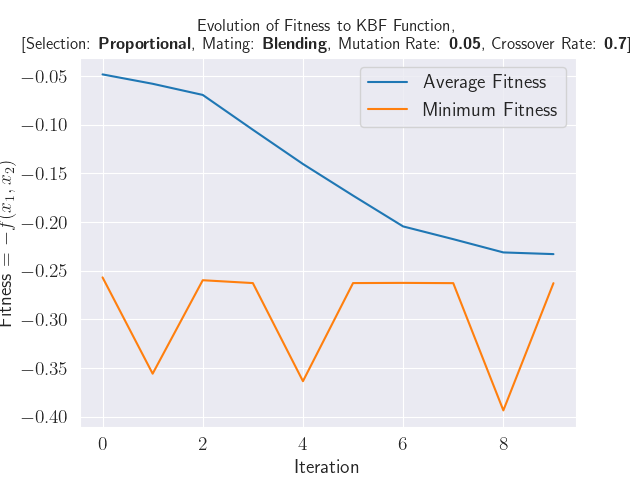 Evolution of Fitness to KBF Function,
[Selection: Proportional, Mating: Blending, Mutation Rate: 0.05, Crossover Rate: 0.7]
Average Fitness
Minimum Fitness
Fitness = −f(x₁, x₂)
−0.05
−0.10
−0.15
−0.20
−0.25
−0.30
−0.35
−0.40
0 2 4 6 8
Iteration